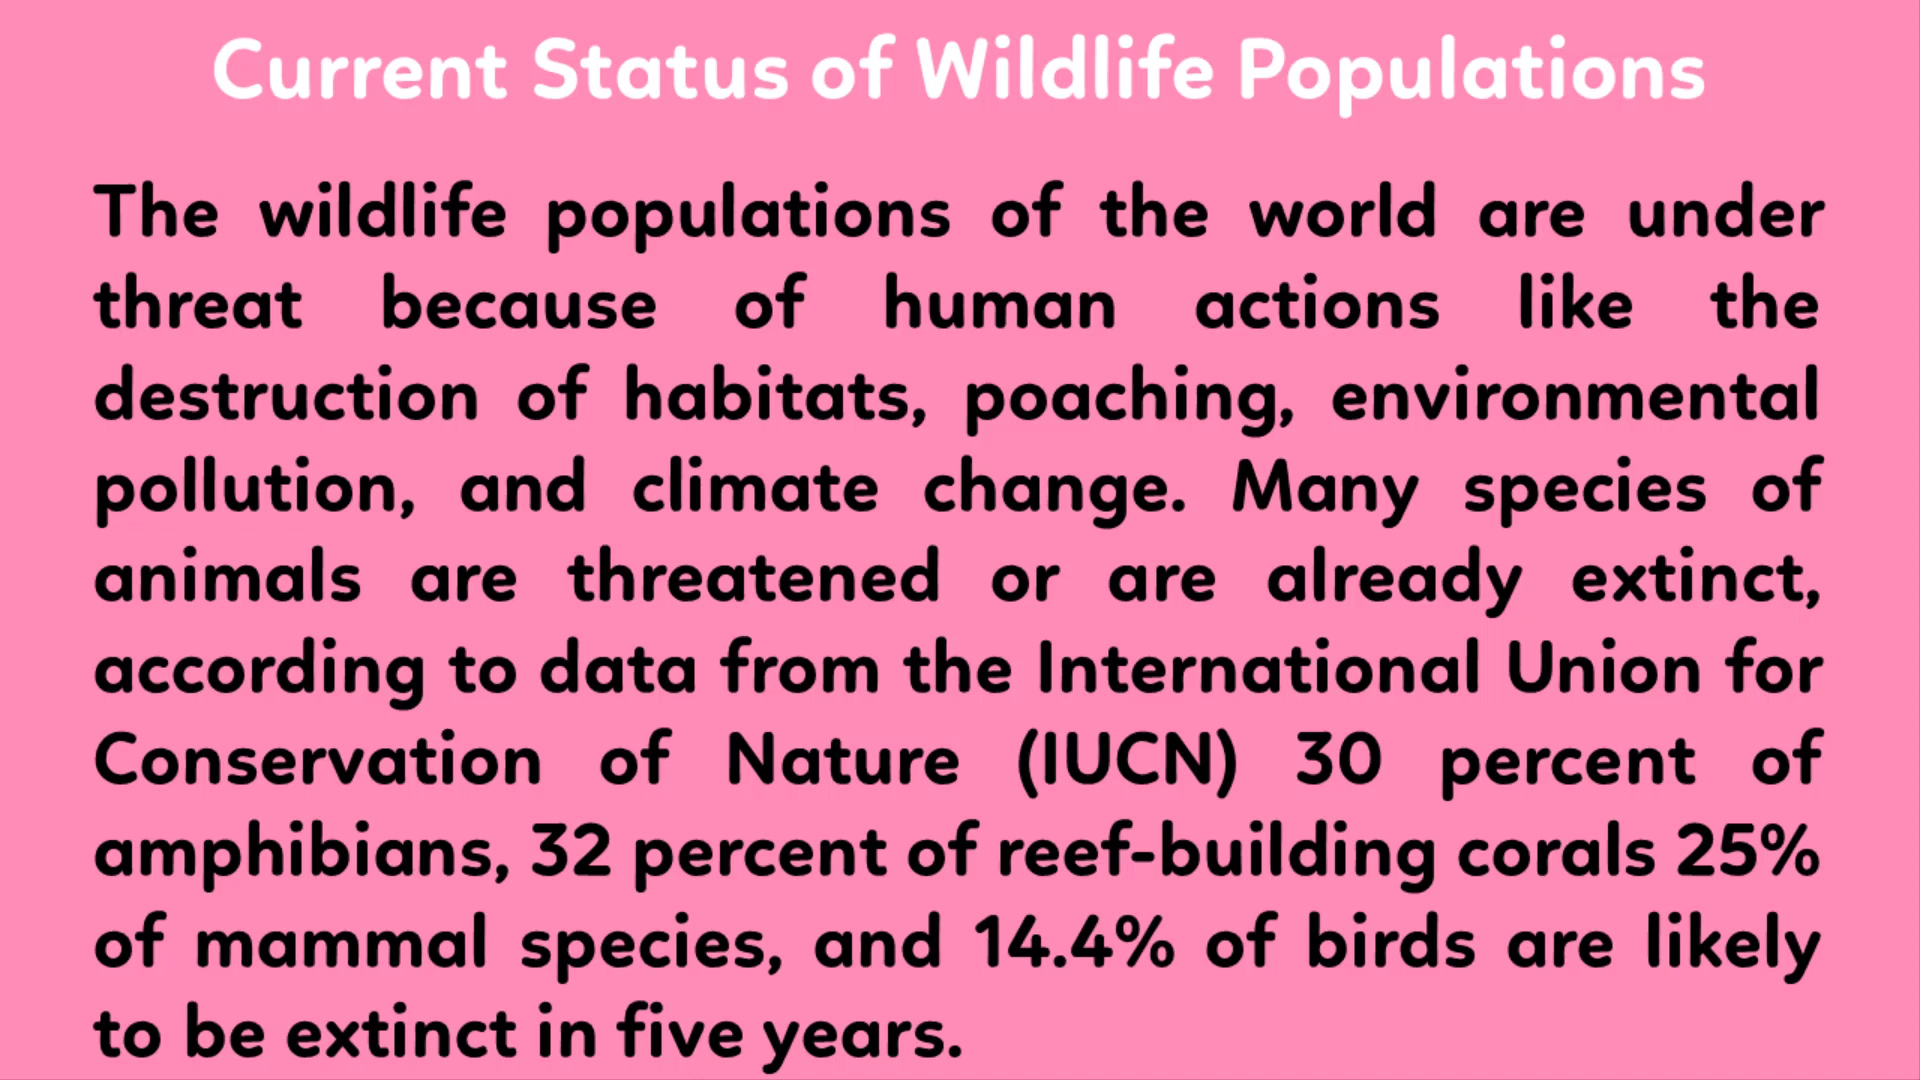 Current Status of Wildlife Populations
The wildlife populations of the world are under
threat because of human actions like the
destruction of habitats, poaching, environmental
pollution, and climate change. Many species of
animals are threatened or are already extinct,
according to data from the International Union for
Conservation of Nature (IUCN) 30 percent of
amphibians, 32 percent of reef-building corals 25%
of mammal species, and 14.4% of birds are likely
to be extinct in five years.